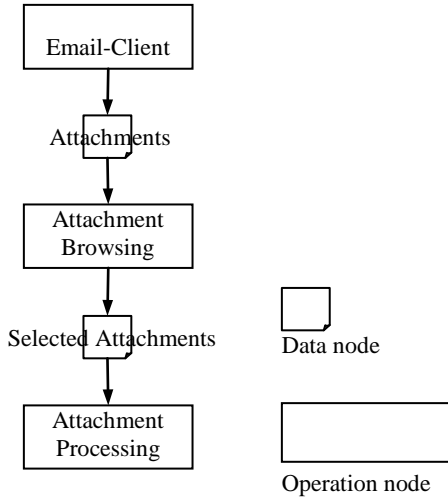 Email-Client
Attachments
Attachment
Browsing
Selected Attachments
Attachment
Processing
Data node
Operation node